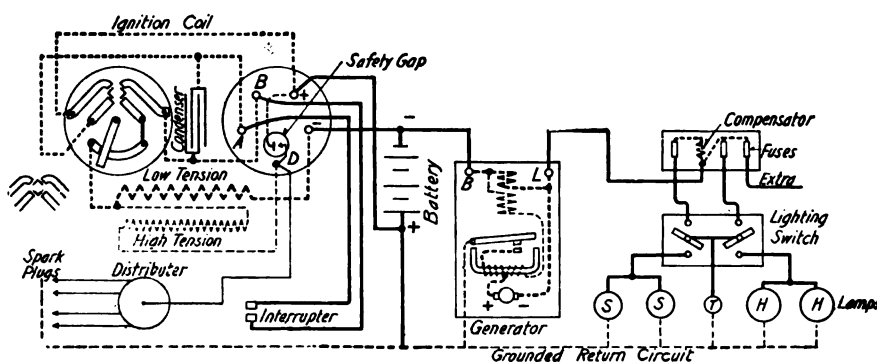 Ignition Coil
Safety Gap
Condenser
B
+
A
-
D
Low Tension
High Tension
Spark
Plugs
Distributer
Interrupter
-
Battery
+
B
L
+
-
Generator
Compensator
Fuses
Extra
Lighting
Switch
S
S
T
H
H
Lamps
Grounded Return Circuit